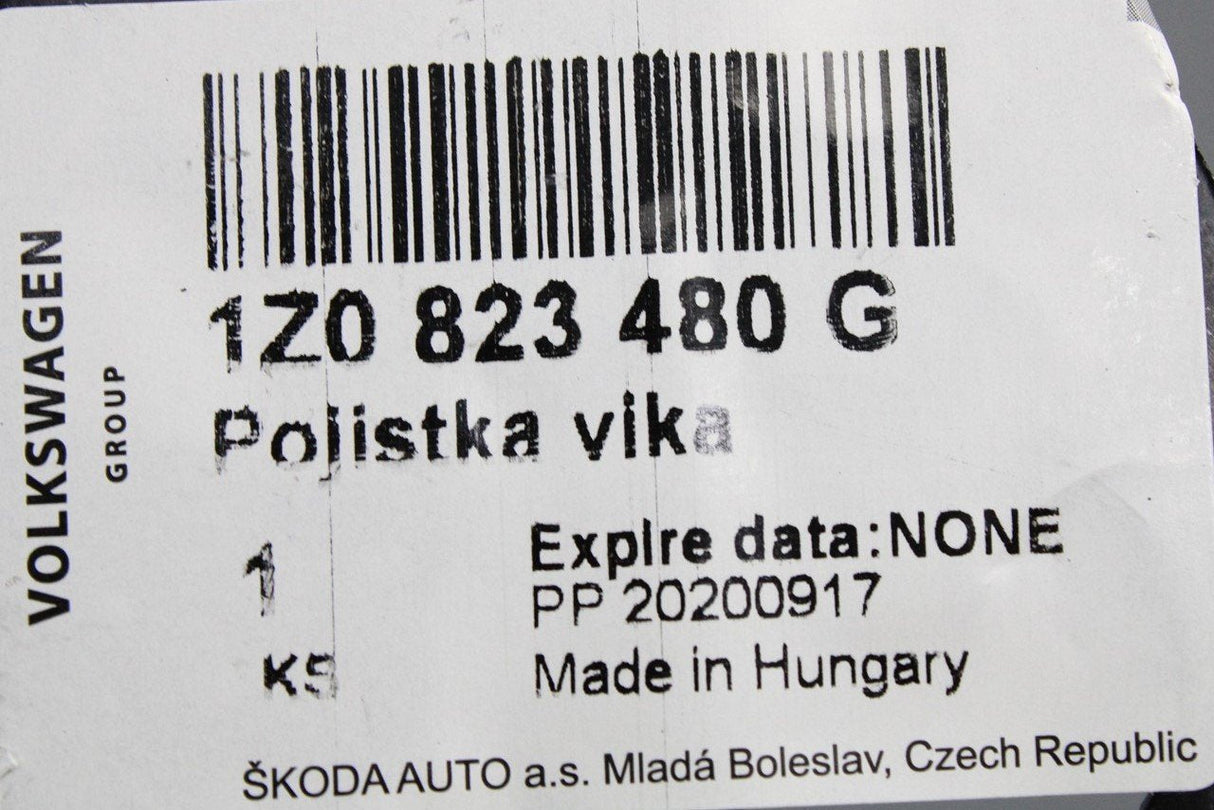 VOLKSWAGEN
GROUP
1Z0 823 480 G
Pojistka vika
1
Expire data:NONE
PP 20200917
KS
Made in Hungary
ŠKODA AUTO a.s. Mladá Boleslav, Czech Republic